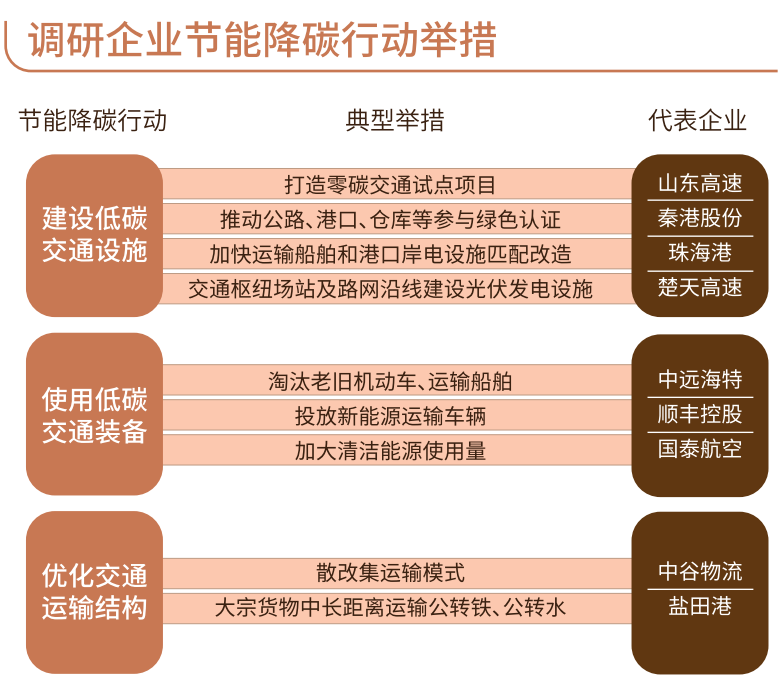 调研企业节能降碳行动举措
节能降碳行动 典型举措 代表企业
建设低碳
交通设施
打造零碳交通试点项目
推动公路、港口、仓库等参与绿色认证
加快运输船舶和港口岸电设施匹配改造
交通枢纽场站及路网沿线建设光伏发电设施
山东高速
秦港股份
珠海港
楚天高速
使用低碳
交通装备
淘汰老旧机动车、运输船舶
投放新能源运输车辆
加大清洁能源使用量
中远海特
顺丰控股
国泰航空
优化交通
运输结构
散改集运输模式
大宗货物中长距离运输公转铁、公转水
中谷物流
盐田港